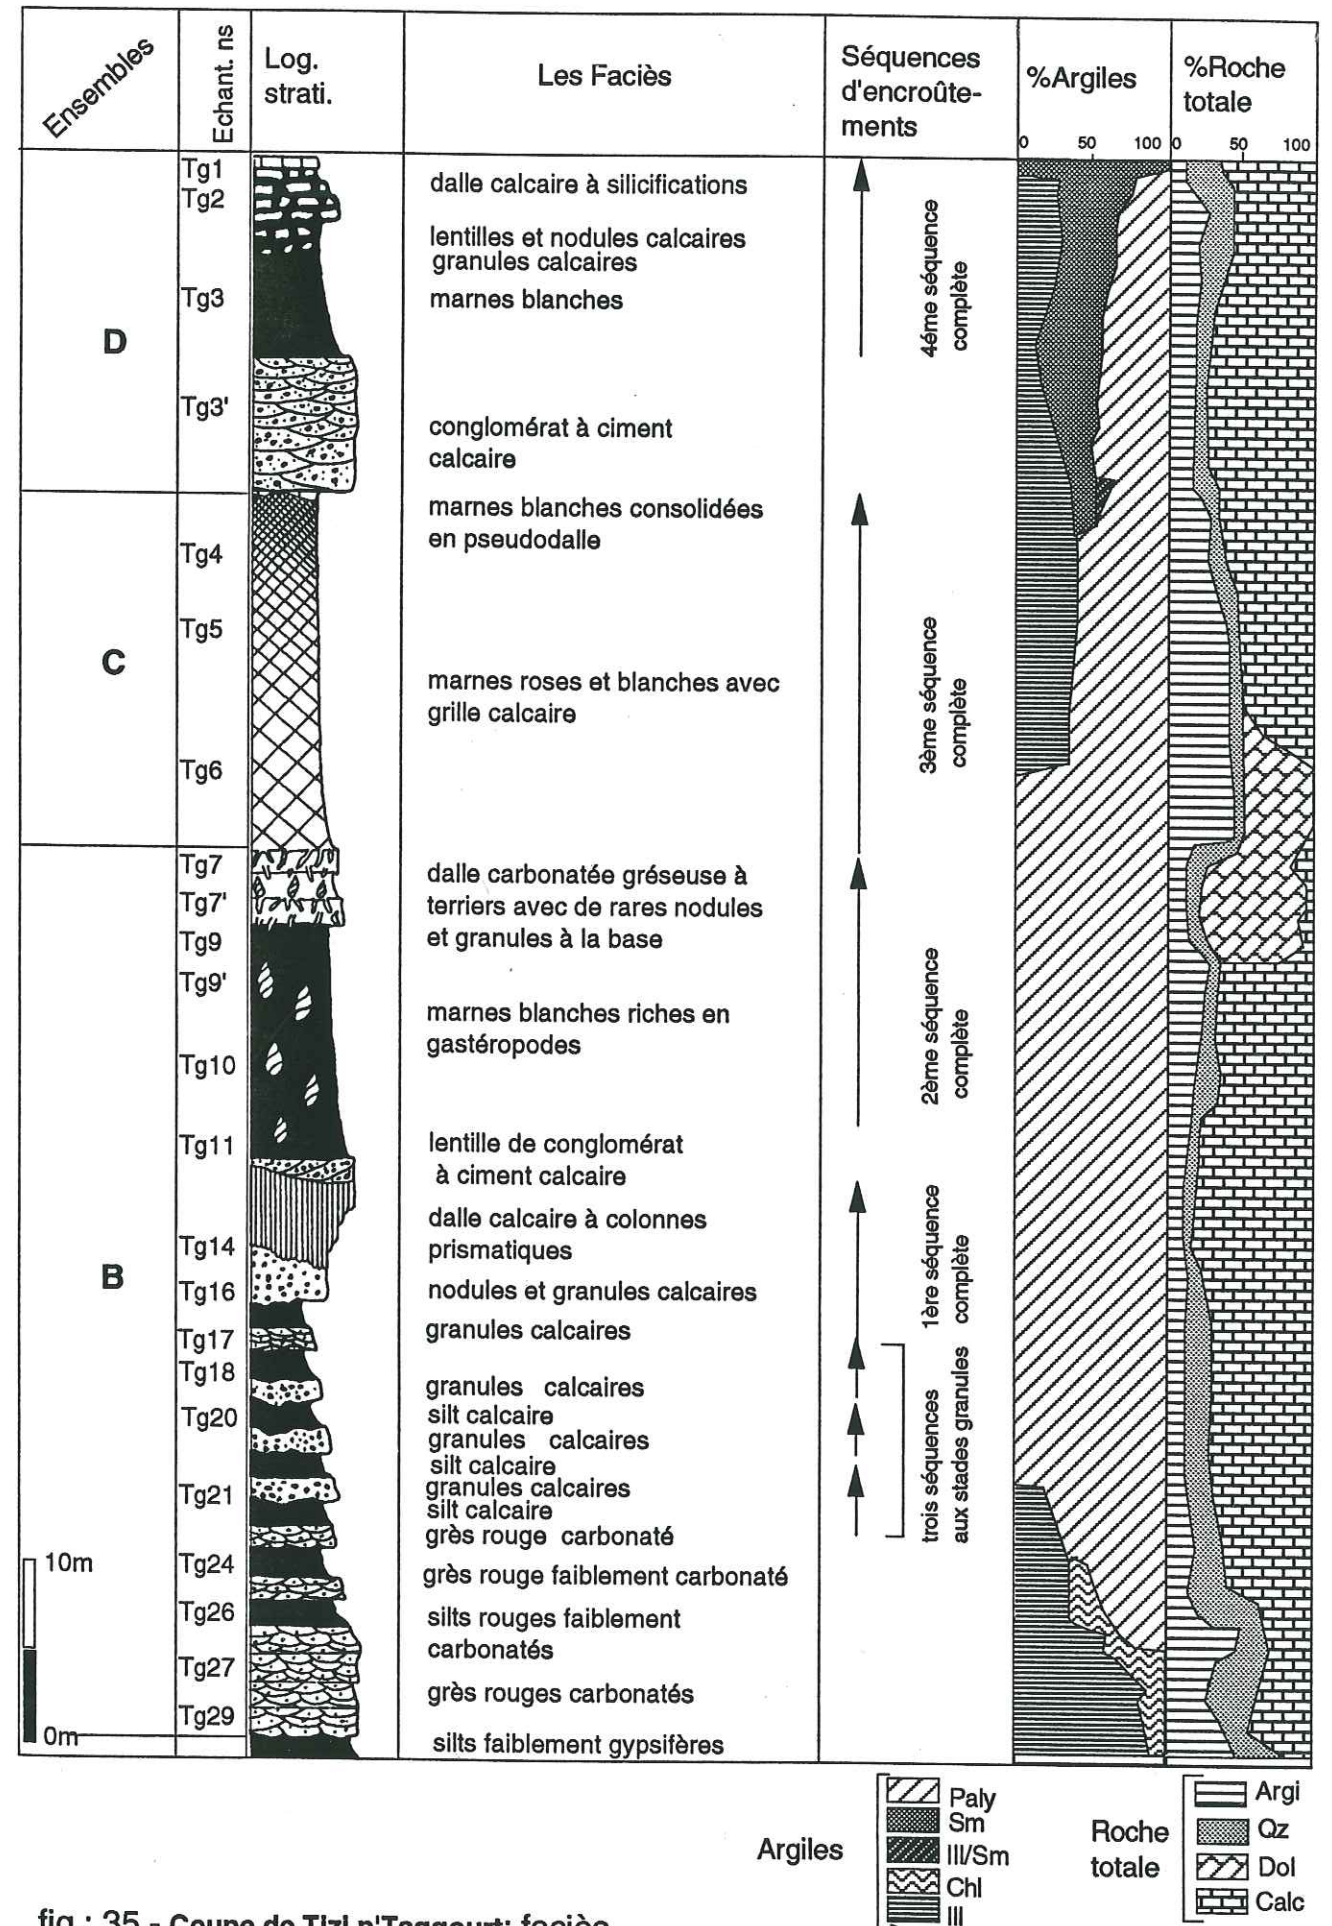 Ensembles
Echant. ns
Log.
strati.
Les Faciès
Séquences
d'encroûte-
ments
%Argiles
%Roche
totale
0 50 100
0 50 100
Tg1
Tg2
Tg3
Tg3'
Tg4
Tg5
Tg6
Tg7
Tg7'
Tg9
Tg9'
Tg10
Tg11
Tg14
Tg16
Tg17
Tg18
Tg20
Tg21
Tg24
Tg26
Tg27
Tg29
D
C
B
10m
0m
dalle calcaire à silicifications
lentilles et nodules calcaires
granules calcaires
marnes blanches
conglomérat à ciment
calcaire
marnes blanches consolidées
en pseudodalle
marnes roses et blanches avec
grille calcaire
dalle carbonatée gréseuse à
terriers avec de rares nodules
et granules à la base
marnes blanches riches en
gastéropodes
lentille de conglomérat
à ciment calcaire
dalle calcaire à colonnes
prismatiques
nodules et granules calcaires
granules calcaires
granules calcaires
silt calcaire
granules calcaires
silt calcaire
granules calcaires
silt calcaire
grès rouge carbonaté
grès rouge faiblement carbonaté
silts rouges faiblement
carbonatés
grès rouges carbonatés
silts faiblement gypsifères
4éme séquence
complète
3ème séquence
complète
2ème séquence
complète
1ère séquence
complète
trois séquences
aux stades granules
Argiles
Paly
Sm
Ill/Sm
Chl
Ill
Roche
totale
Argi
Qz
Dol
Calc
fig : 35 - Coupe de Tizi n'Taggourt: faciès